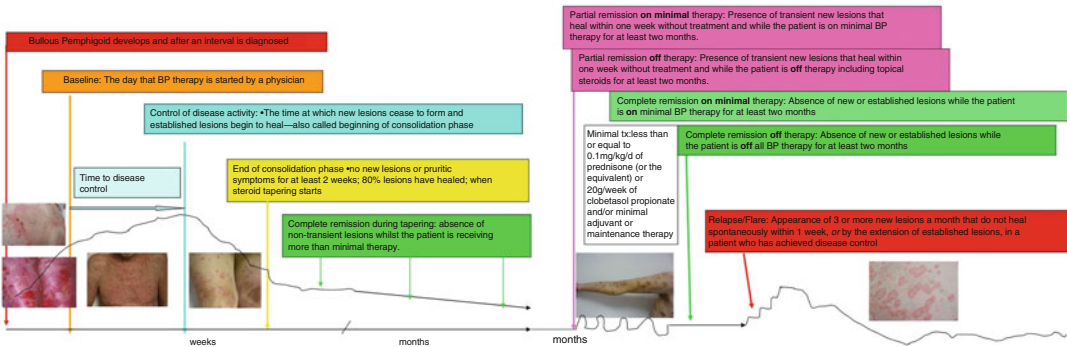 Bullous Pemphigoid develops and after an interval is diagnosed
Baseline: The day that BP therapy is started by a physician
Control of disease activity: •The time at which new lesions cease to form and
established lesions begin to heal—also called beginning of consolidation phase
Time to disease
control
End of consolidation phase •no new lesions or pruritic
symptoms for at least 2 weeks; 80% lesions have healed; when
steroid tapering starts
Complete remission during tapering: absence of
non-transient lesions whilst the patient is receiving
more than minimal therapy.
weeks
months
Partial remission on minimal therapy: Presence of transient new lesions that
heal within one week without treatment and while the patient is on minimal BP
therapy for at least two months.
Partial remission off therapy: Presence of transient new lesions that heal within
one week without treatment and while the patient is off therapy including topical
steroids for at least two months.
Complete remission on minimal therapy: Absence of new or established lesions while the patient
is on minimal BP therapy for at least two months
Minimal tx:less than
or equal to
0.1mg/kg/d of
prednisone (or the
equivalent) or
20g/week of
clobetasol propionate
and/or minimal
adjuvant or
maintenance therapy
Complete remission off therapy: Absence of new or established lesions while
the patient is off all BP therapy for at least two months
Relapse/Flare: Appearance of 3 or more new lesions a month that do not heal
spontaneously within 1 week, or by the extension of established lesions, in a
patient who has achieved disease control
months